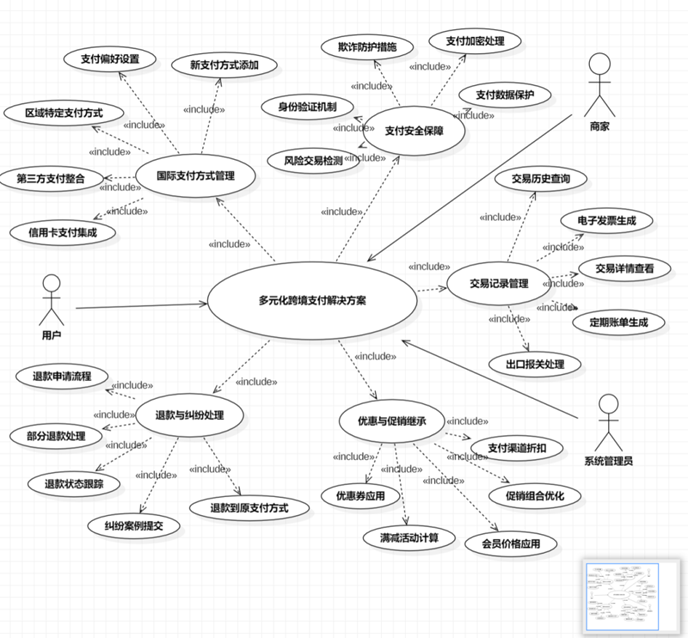 支付偏好设置
新支付方式添加
欺诈防护措施
支付加密处理
«include»
«include»
«include»
支付数据保护
区域特定支付方式
«include»
身份验证机制
«include»
商家
支付安全保障
«include»
«include»
风险交易检测
«include»
第三方支付整合
国际支付方式管理
交易历史查询
«include»
«include»
«include»
«include»
电子发票生成
信用卡支付集成
«include»
«include»
«include»
交易详情查看
交易记录管理
«include»
多元化跨境支付解决方案
«include»
«include»
定期账单生成
用户
«include»
«include»
出口报关处理
退款申请流程
«include»
«include»
退款与纠纷处理
优惠与促销继承
«include»
部分退款处理
«include»
支付渠道折扣
系统管理员
«include»
«include»
«include»
«include»
«include»
«include»
退款状态跟踪
«include»
优惠券应用
促销组合优化
退款到原支付方式
纠纷案例提交
满减活动计算
会员价格应用